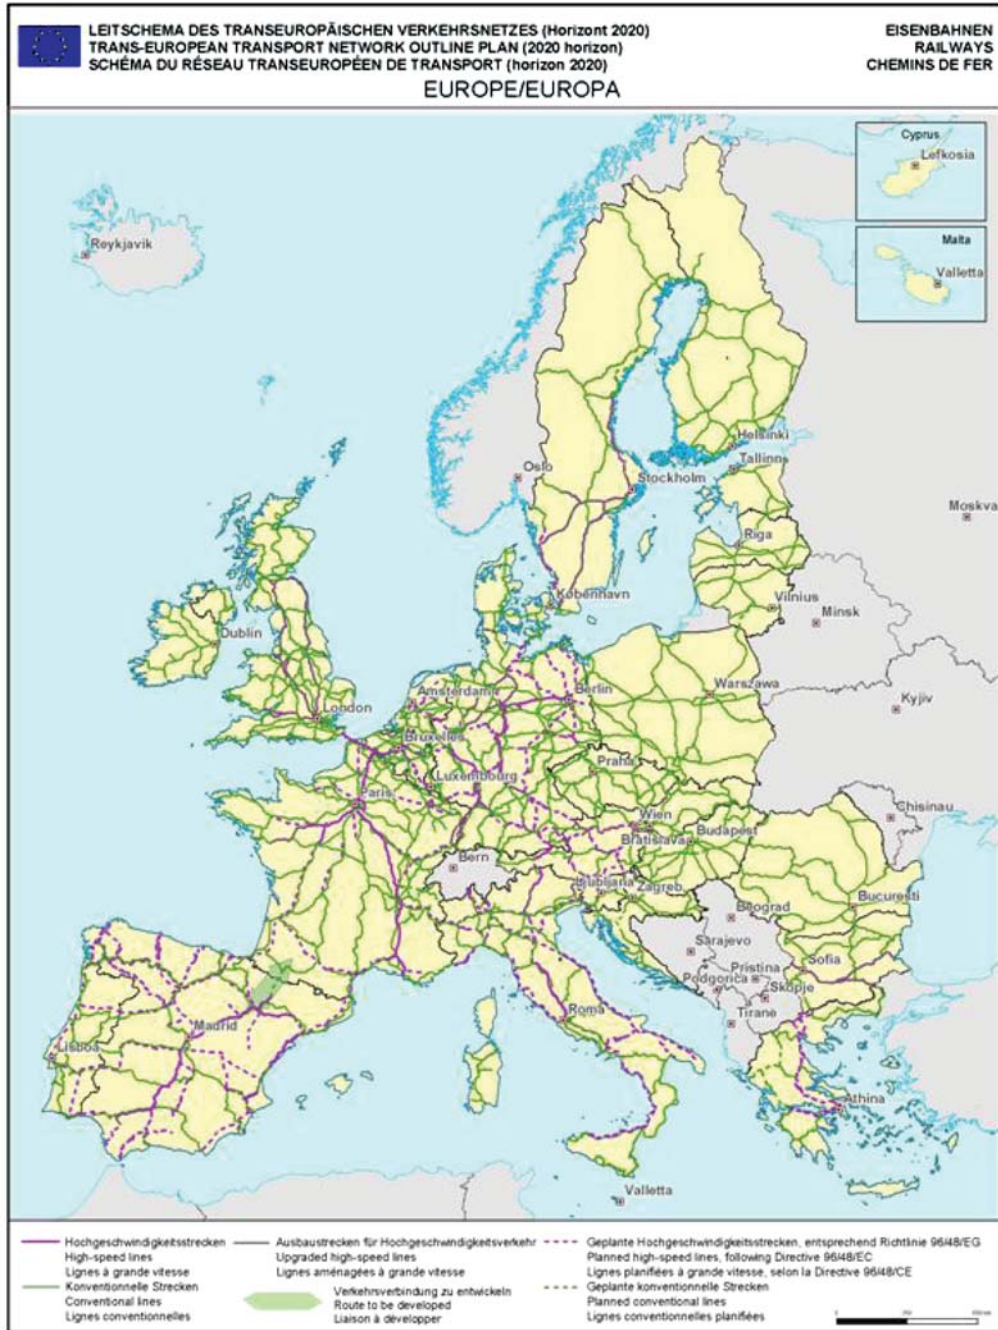 LEITSCHEMA DES TRANSEUROPÄISCHEN VERKEHRSNETZES (Horizont 2020)
TRANS-EUROPEAN TRANSPORT NETWORK OUTLINE PLAN (2020 horizon)
SCHÉMA DU RÉSEAU TRANSEUROPÉEN DE TRANSPORT (horizon 2020)
EISENBAHNEN
RAILWAYS
CHEMINS DE FER
EUROPE/EUROPA
Cyprus
Lefkosia
Malta
Valletta
Reykjavik
Helsinki
Tallinn
Oslo
Stockholm
Moskva
Riga
København
Vilnius
Minsk
Dublin
Amsterdam
Berlin
Warszawa
London
Kyjiv
Bruxelles
Praha
Luxembourg
Paris
Chisinau
Wien
Bratislava
Budapest
Bern
Ljubljana
Zagreb
Bucuresti
Beograd
Sarajevo
Sofia
Pristina
Podgorica
Skopje
Roma
Tirane
Madrid
Lisboa
Athina
Valletta
Hochgeschwindigkeitsstrecken
High-speed lines
Lignes à grande vitesse
Konventionnelle Strecken
Conventional lines
Lignes conventionnelles
Ausbaustrecken für Hochgeschwindigkeitsverkehr
Upgraded high-speed lines
Lignes aménagées à grande vitesse
Verkehrsverbindung zu entwickeln
Route to be developed
Liaison à développer
Geplante Hochgeschwindigkeitsstrecken, entsprechend Richtlinie 96/48/EG
Planned high-speed lines, following Directive 96/48/EC
Lignes planifiées à grande vitesse, selon la Directive 96/48/CE
Geplante konventionelle Strecken
Planned conventional lines
Lignes conventionnelles planifiées